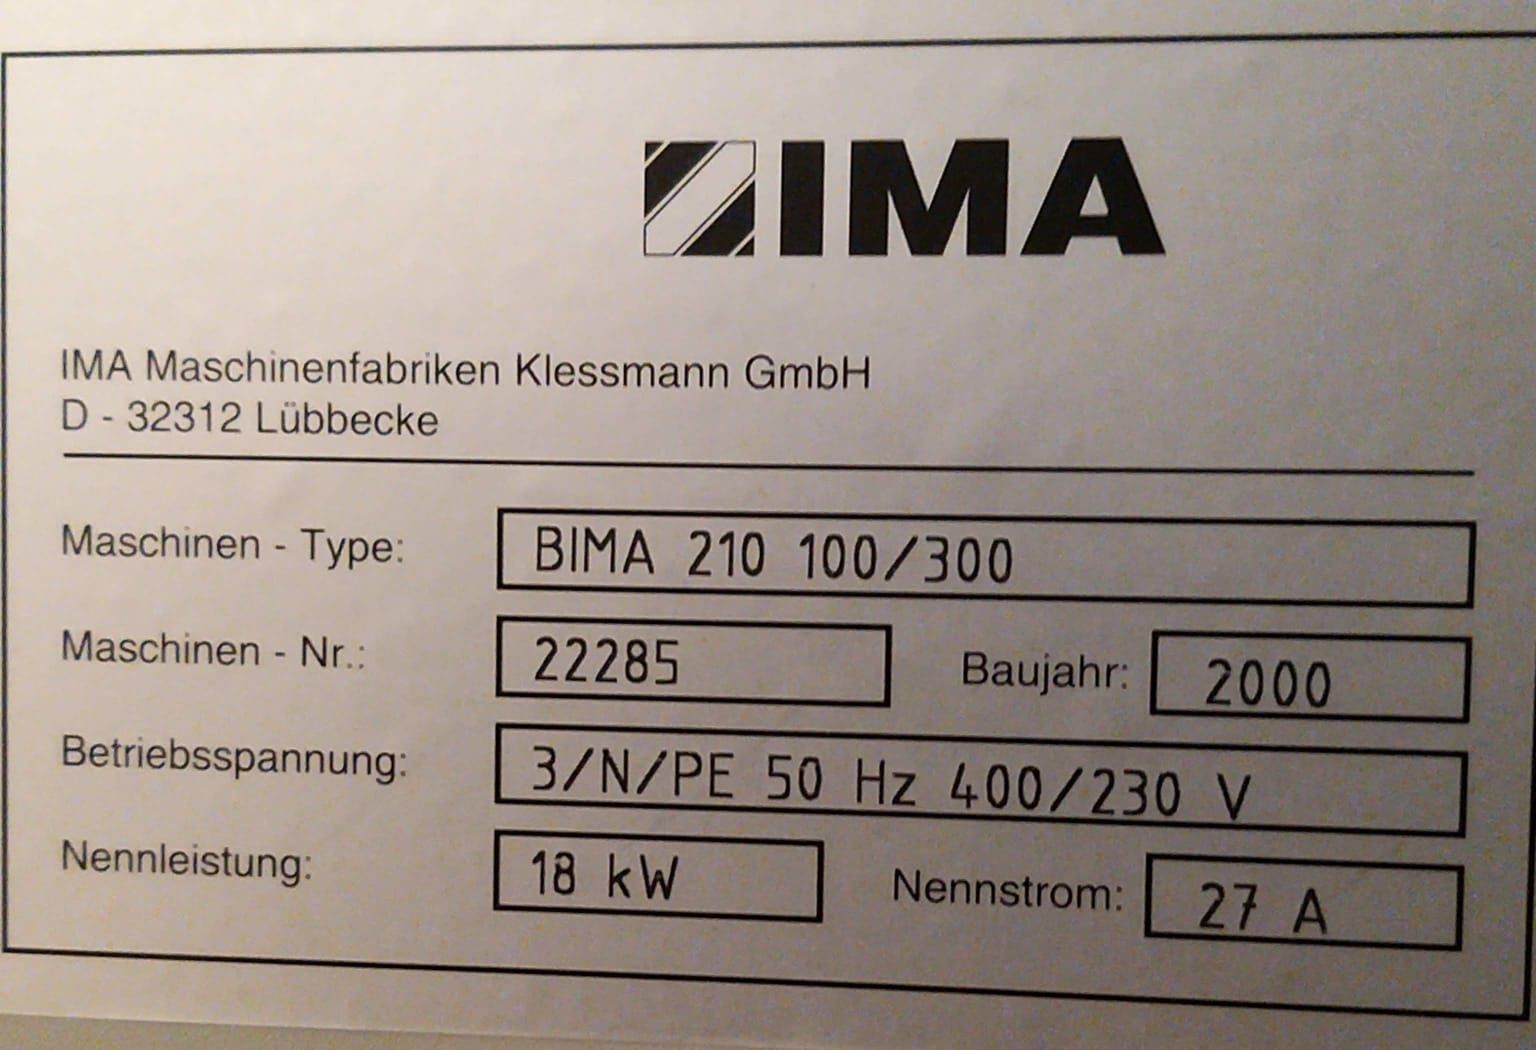 IMA
IMA Maschinenfabriken Klessmann GmbH
D - 32312 Lübbecke
Maschinen - Type: BIMA 210 100/300
Maschinen - Nr.: 22285 Baujahr: 2000
Betriebsspannung: 3/N/PE 50 Hz 400/230 V
Nennleistung: 18 kW Nennstrom: 27 A